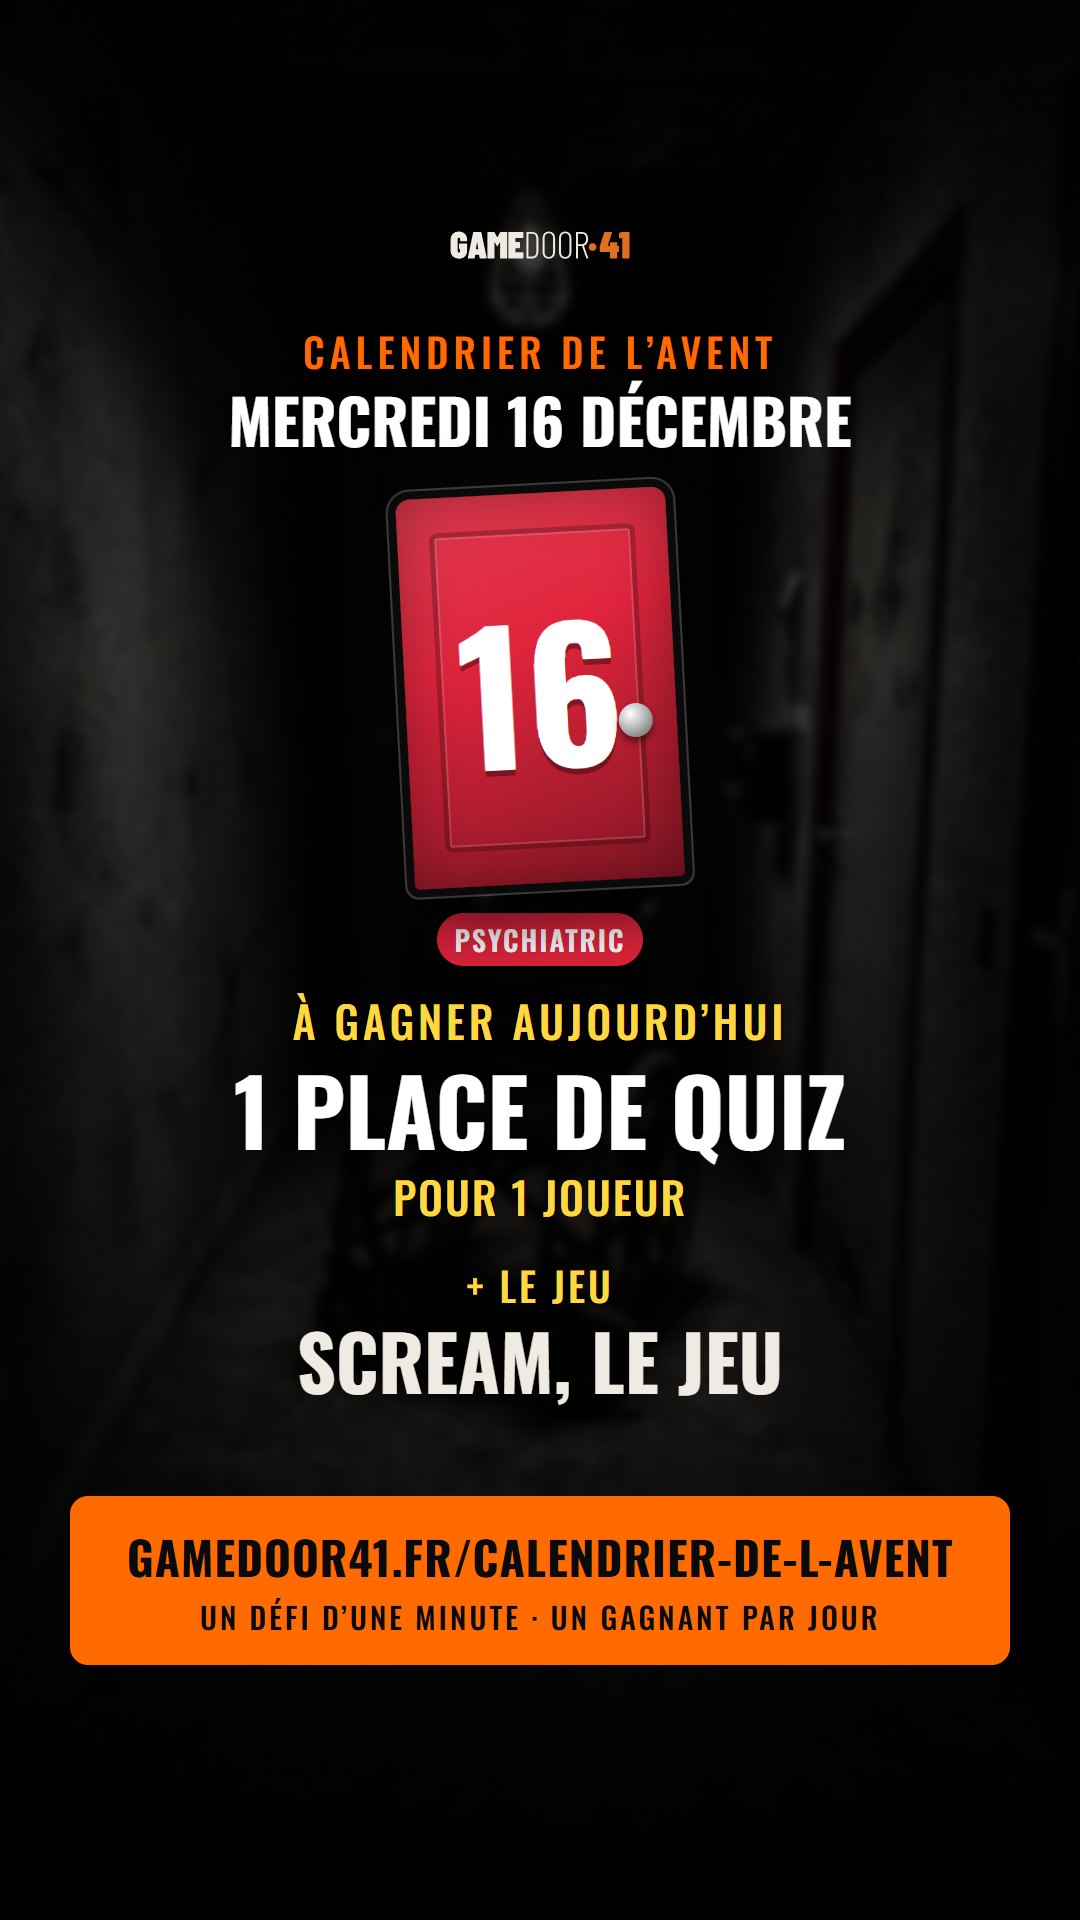 GAMEDOOR·41
CALENDRIER DE L’AVENT
MERCREDI 16 DÉCEMBRE
16
PSYCHIATRIC
À GAGNER AUJOURD’HUI
1 PLACE DE QUIZ
POUR 1 JOUEUR
+ LE JEU
SCREAM, LE JEU
GAMEDOOR41.FR/CALENDRIER-DE-L-AVENT
UN DÉFI D’UNE MINUTE · UN GAGNANT PAR JOUR